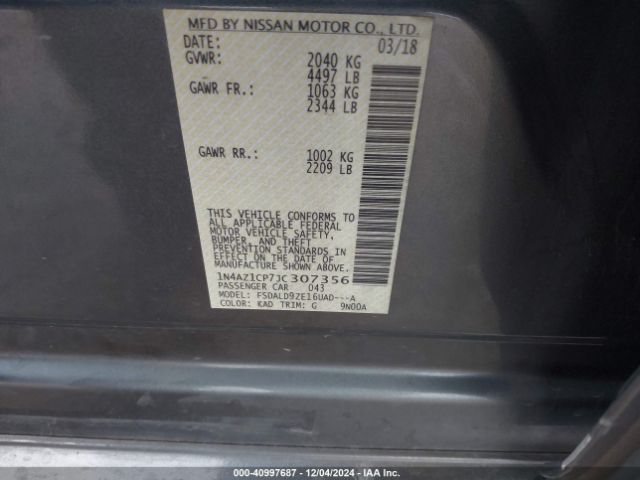 MFD BY NISSAN MOTOR CO., LTD.
DATE: 03/18
GVWR: 2040 KG
4497 LB
GAWR FR.: 1063 KG
2344 LB
GAWR RR.: 1002 KG
2209 LB
THIS VEHICLE CONFORMS TO
ALL APPLICABLE FEDERAL
MOTOR VEHICLE SAFETY,
BUMPER, AND THEFT
PREVENTION STANDARDS
IN EFFECT ON THE DATE OF
MANUFACTURE SHOWN ABOVE.
1N4AZ1CP7JC307356
PASSENGER CAR 043
MODEL: FSDALD9ZE16UAD---A
COLOR: KAD TRIM: G 9N00A
000-40997687 - 12/04/2024 - IAA Inc.